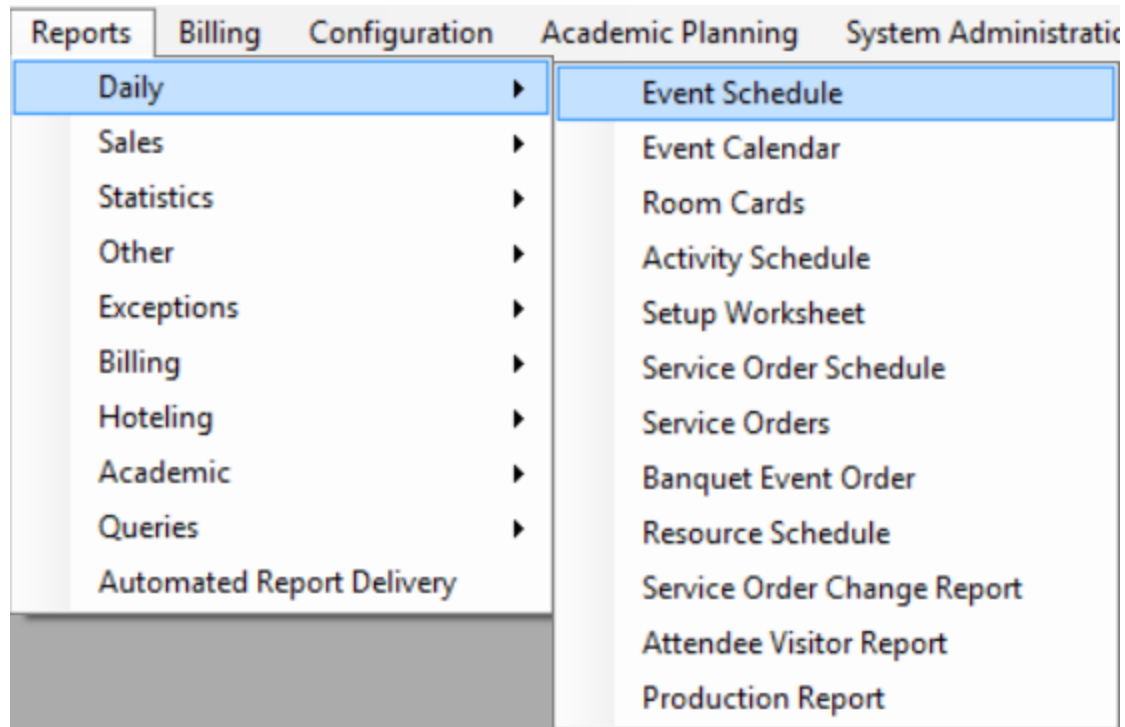 Reports Billing Configuration Academic Planning System Administratio
Daily
Sales
Statistics
Other
Exceptions
Billing
Hoteling
Academic
Queries
Automated Report Delivery
Event Schedule
Event Calendar
Room Cards
Activity Schedule
Setup Worksheet
Service Order Schedule
Service Orders
Banquet Event Order
Resource Schedule
Service Order Change Report
Attendee Visitor Report
Production Report